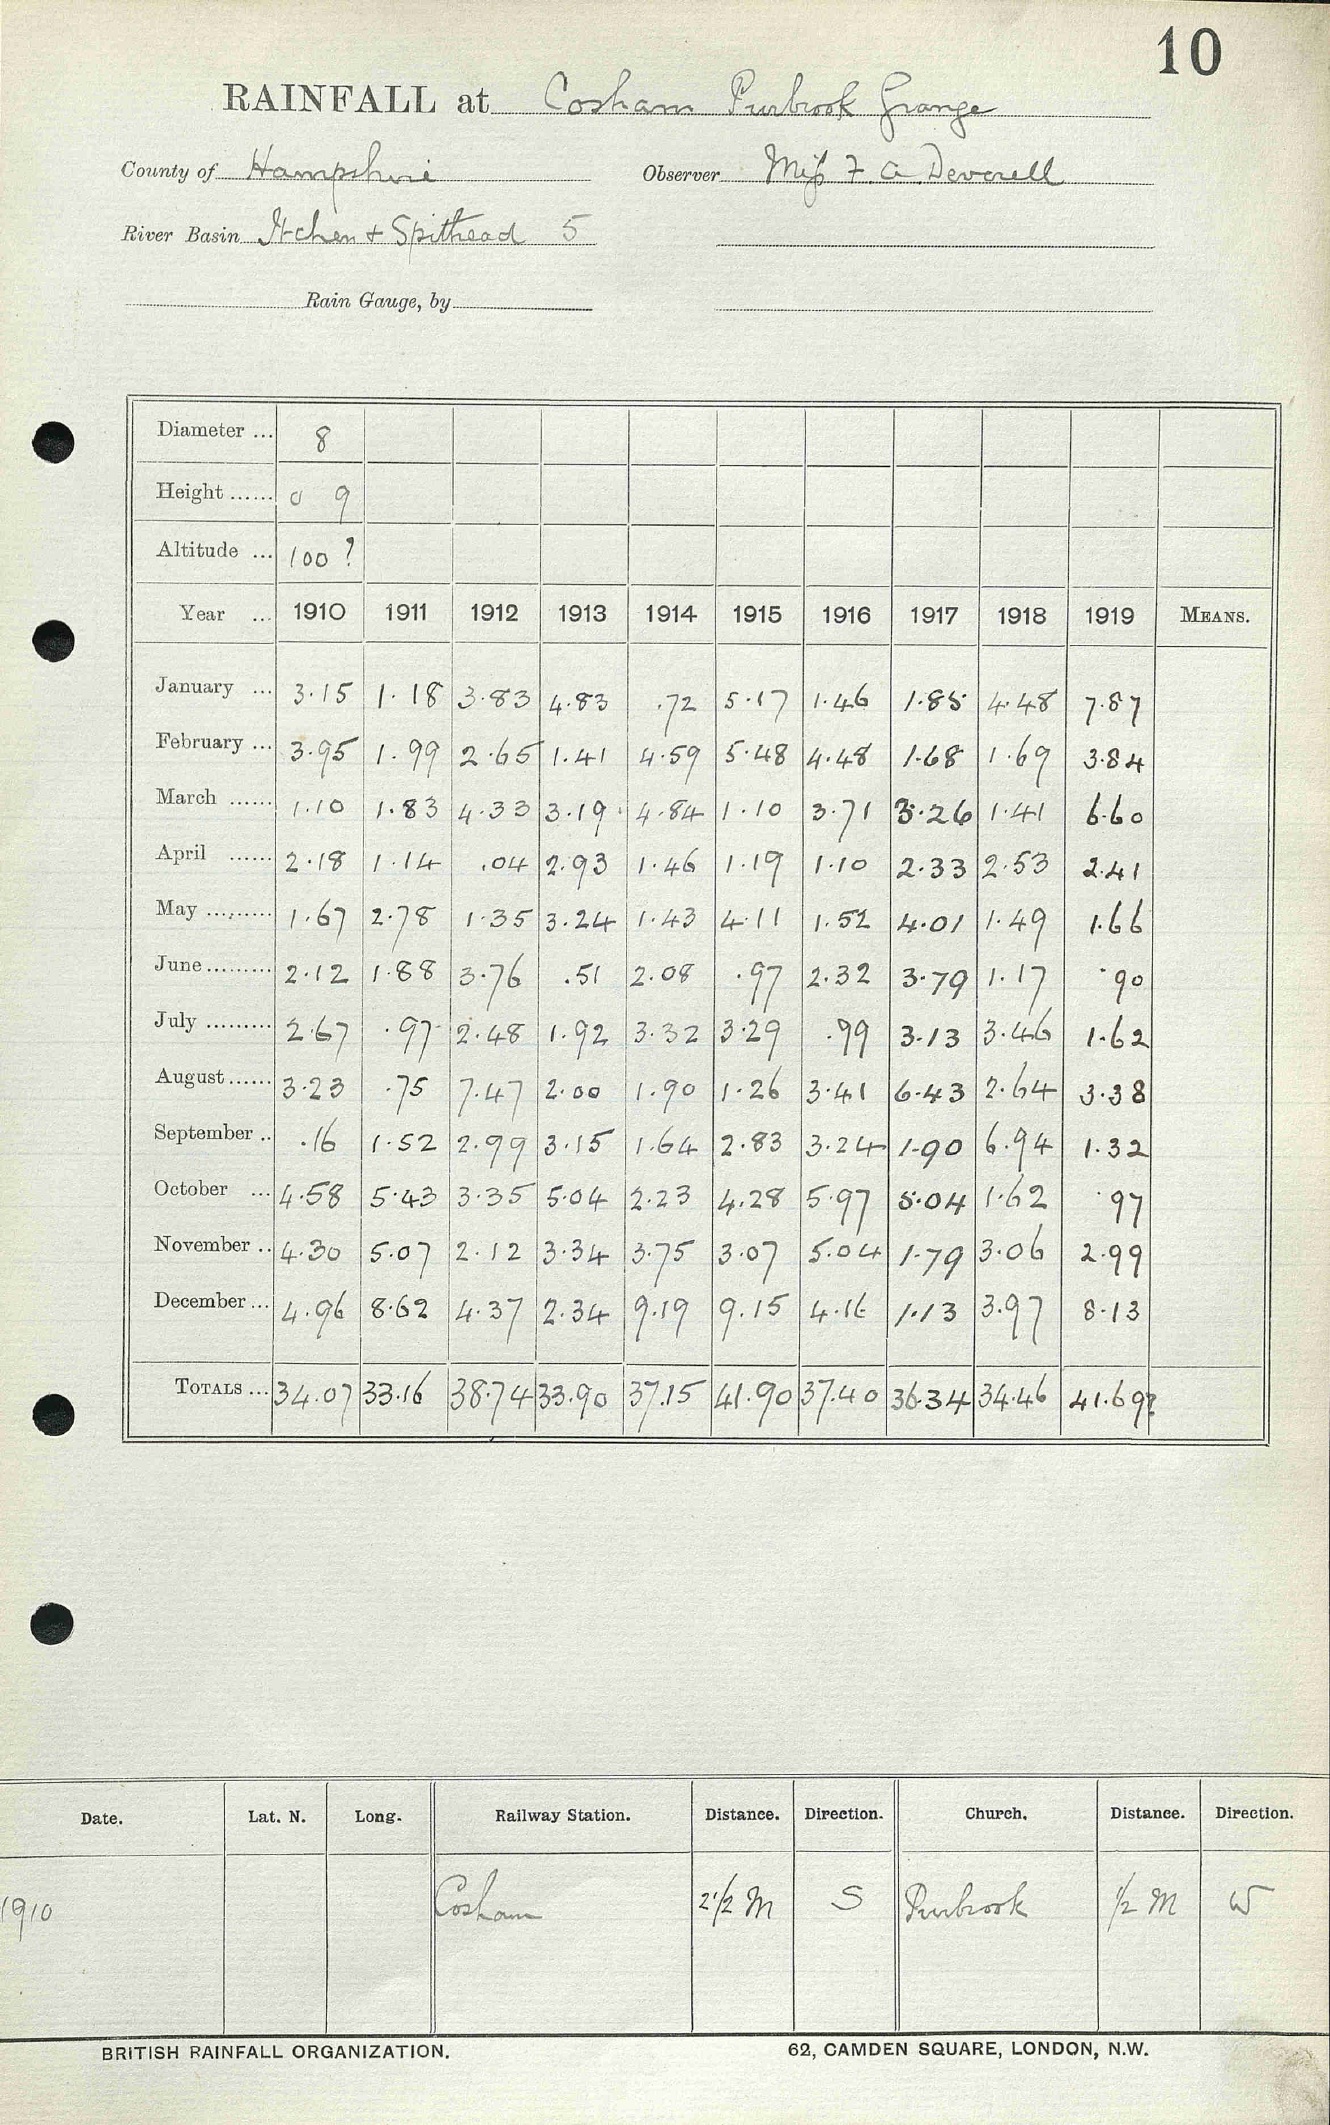 10
RAINFALL at Cosham Purbrook Grange
County of Hampshire Observer Miss F. A. Deverell
River Basin Itchen + Spithead 5
Rain Gauge, by
Diameter ... 8
Height ...... 0 9
Altitude ... 100 ?
Year ... 1910 1911 1912 1913 1914 1915 1916 1917 1918 1919 MEANS.
January ... 3.15 1.18 3.83 4.83 .72 5.17 1.46 1.85 4.48 7.87
February ... 3.95 1.99 2.65 1.41 4.59 5.48 4.48 1.68 1.69 3.84
March ...... 1.10 1.83 4.33 3.19 4.84 1.10 3.71 3.26 1.41 6.60
April ...... 2.18 1.14 .04 2.93 1.46 1.19 1.10 2.33 2.53 2.41
May ......... 1.67 2.78 1.35 3.24 1.43 4.11 1.52 4.01 1.49 1.66
June ......... 2.12 1.88 3.76 .51 2.08 .97 2.32 3.79 1.17 .90
July ......... 2.67 .97 2.48 1.92 3.32 3.29 .99 3.13 3.46 1.62
August ...... 3.23 .75 7.47 2.00 1.90 1.26 3.41 6.43 2.64 3.38
September .. .16 1.52 2.99 3.15 1.64 2.83 3.24 1.90 6.94 1.32
October ... 4.58 5.43 3.35 5.04 2.23 4.28 5.97 5.04 1.62 .97
November .. 4.30 5.07 2.12 3.34 3.75 3.07 5.04 1.79 3.06 2.99
December ... 4.96 8.62 4.37 2.34 9.19 9.15 4.16 1.13 3.97 8.13
TOTALS ... 34.07 33.16 38.74 33.90 37.15 41.90 37.40 36.34 34.46 41.69?
Date. Lat. N. Long. Railway Station. Distance. Direction. Church. Distance. Direction.
1910 Cosham 2 1/2 M S Purbrook 1/2 M W
BRITISH RAINFALL ORGANIZATION. 62, CAMDEN SQUARE, LONDON, N.W.